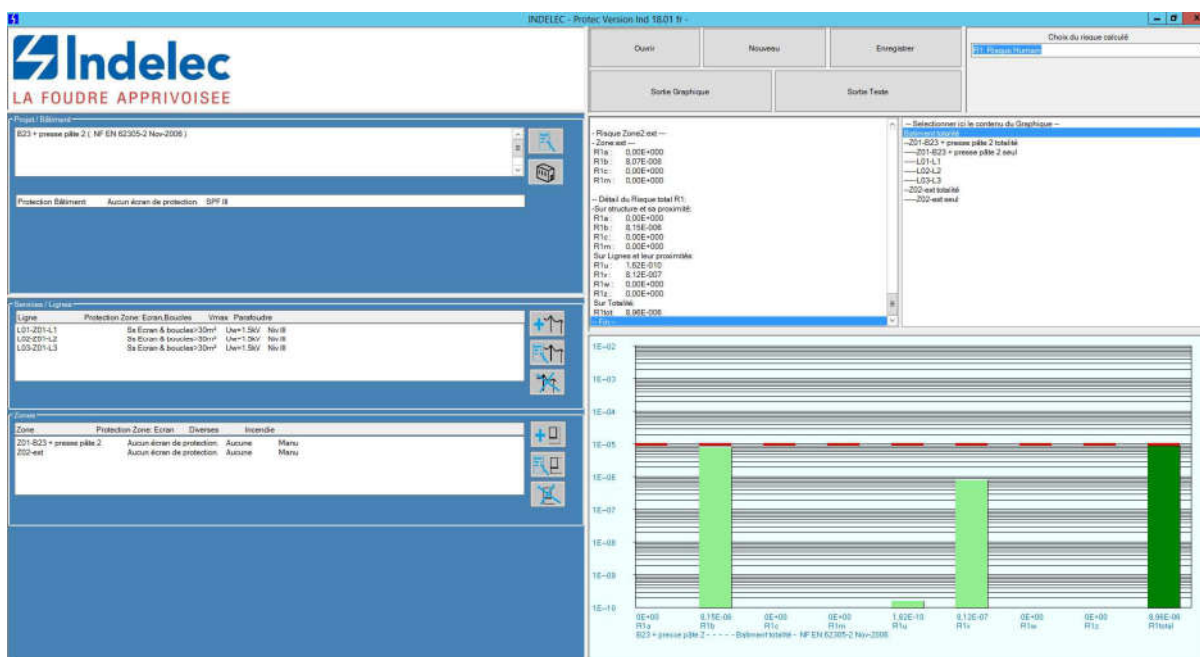 INDELEC - Protec Version Ind 18.01 fr -
Indelec
LA FOUDRE APPRIVOISEE
Ouvrir
Nouveau
Enregistrer
Choix du risque calculé
R1: Risque Humain
Sortie Graphique
Sortie Texte
Projet / Bâtiment
B23 + presse pâte 2 ( NF EN 62305-2 Nov-2006 )
Protection Bâtiment: Aucun écran de protection. SPF III
Services / Lignes
Ligne Protection Zone: Ecran,Boucles Vmax Parafoudre
L01-Z01-L1 Ss Ecran & boucles>30m² Uw=1.5kV Niv III
L02-Z01-L2 Ss Ecran & boucles>30m² Uw=1.5kV Niv III
L03-Z01-L3 Ss Ecran & boucles>30m² Uw=1.5kV Niv III
Zones
Zone Protection Zone: Ecran Diverses Incendie
Z01-B23 + presse pâte 2 Aucun écran de protection. Aucune Manu
Z02-ext Aucun écran de protection. Aucune Manu
- Risque Zone2:ext ---
- Zone:ext ---
R1a : 0,00E+000
R1b : 8,07E-008
R1c : 0,00E+000
R1m : 0,00E+000
-- Détail du Risque total R1:
-Sur structure et sa proximité:
R1a : 0,00E+000
R1b : 8,15E-006
R1c : 0,00E+000
R1m : 0,00E+000
Sur Lignes et leur proximités:
R1u : 1,62E-010
R1v : 8,12E-007
R1w : 0,00E+000
R1z : 0,00E+000
Sur Totalité:
R1tot 8,96E-006
-- Fin --
-- Selectionner ici le contenu du Graphique --
Batiment totalité
--Z01-B23 + presse pâte 2 totalité
----Z01-B23 + presse pâte 2 seul
----L01-L1
----L02-L2
----L03-L3
--Z02-ext totalité
----Z02-ext seul
1E-02
1E-03
1E-04
1E-05
1E-06
1E-07
1E-08
1E-09
1E-10
0E+00 8,15E-06 0E+00 0E+00 1,62E-10 8,12E-07 0E+00 0E+00 8,96E-06
R1a R1b R1c R1m R1u R1v R1w R1z R1total
B23 + presse pâte 2 - - - - - Batiment totalité - NF EN 62305-2 Nov-2006